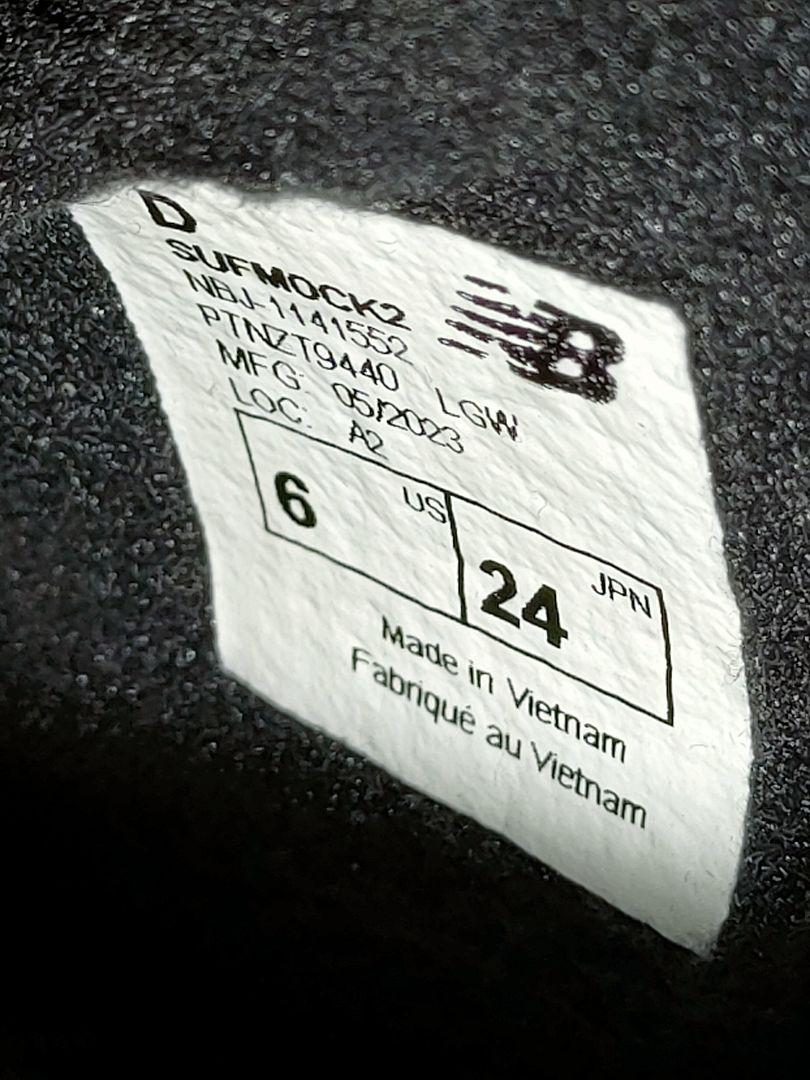 D
SUFMOCK2
NBJ-1141552
PTNZT9440 LGW
MFG: 05/2023
LOC: A2
NB
6 US
24 JPN
Made in Vietnam
Fabriqué au Vietnam